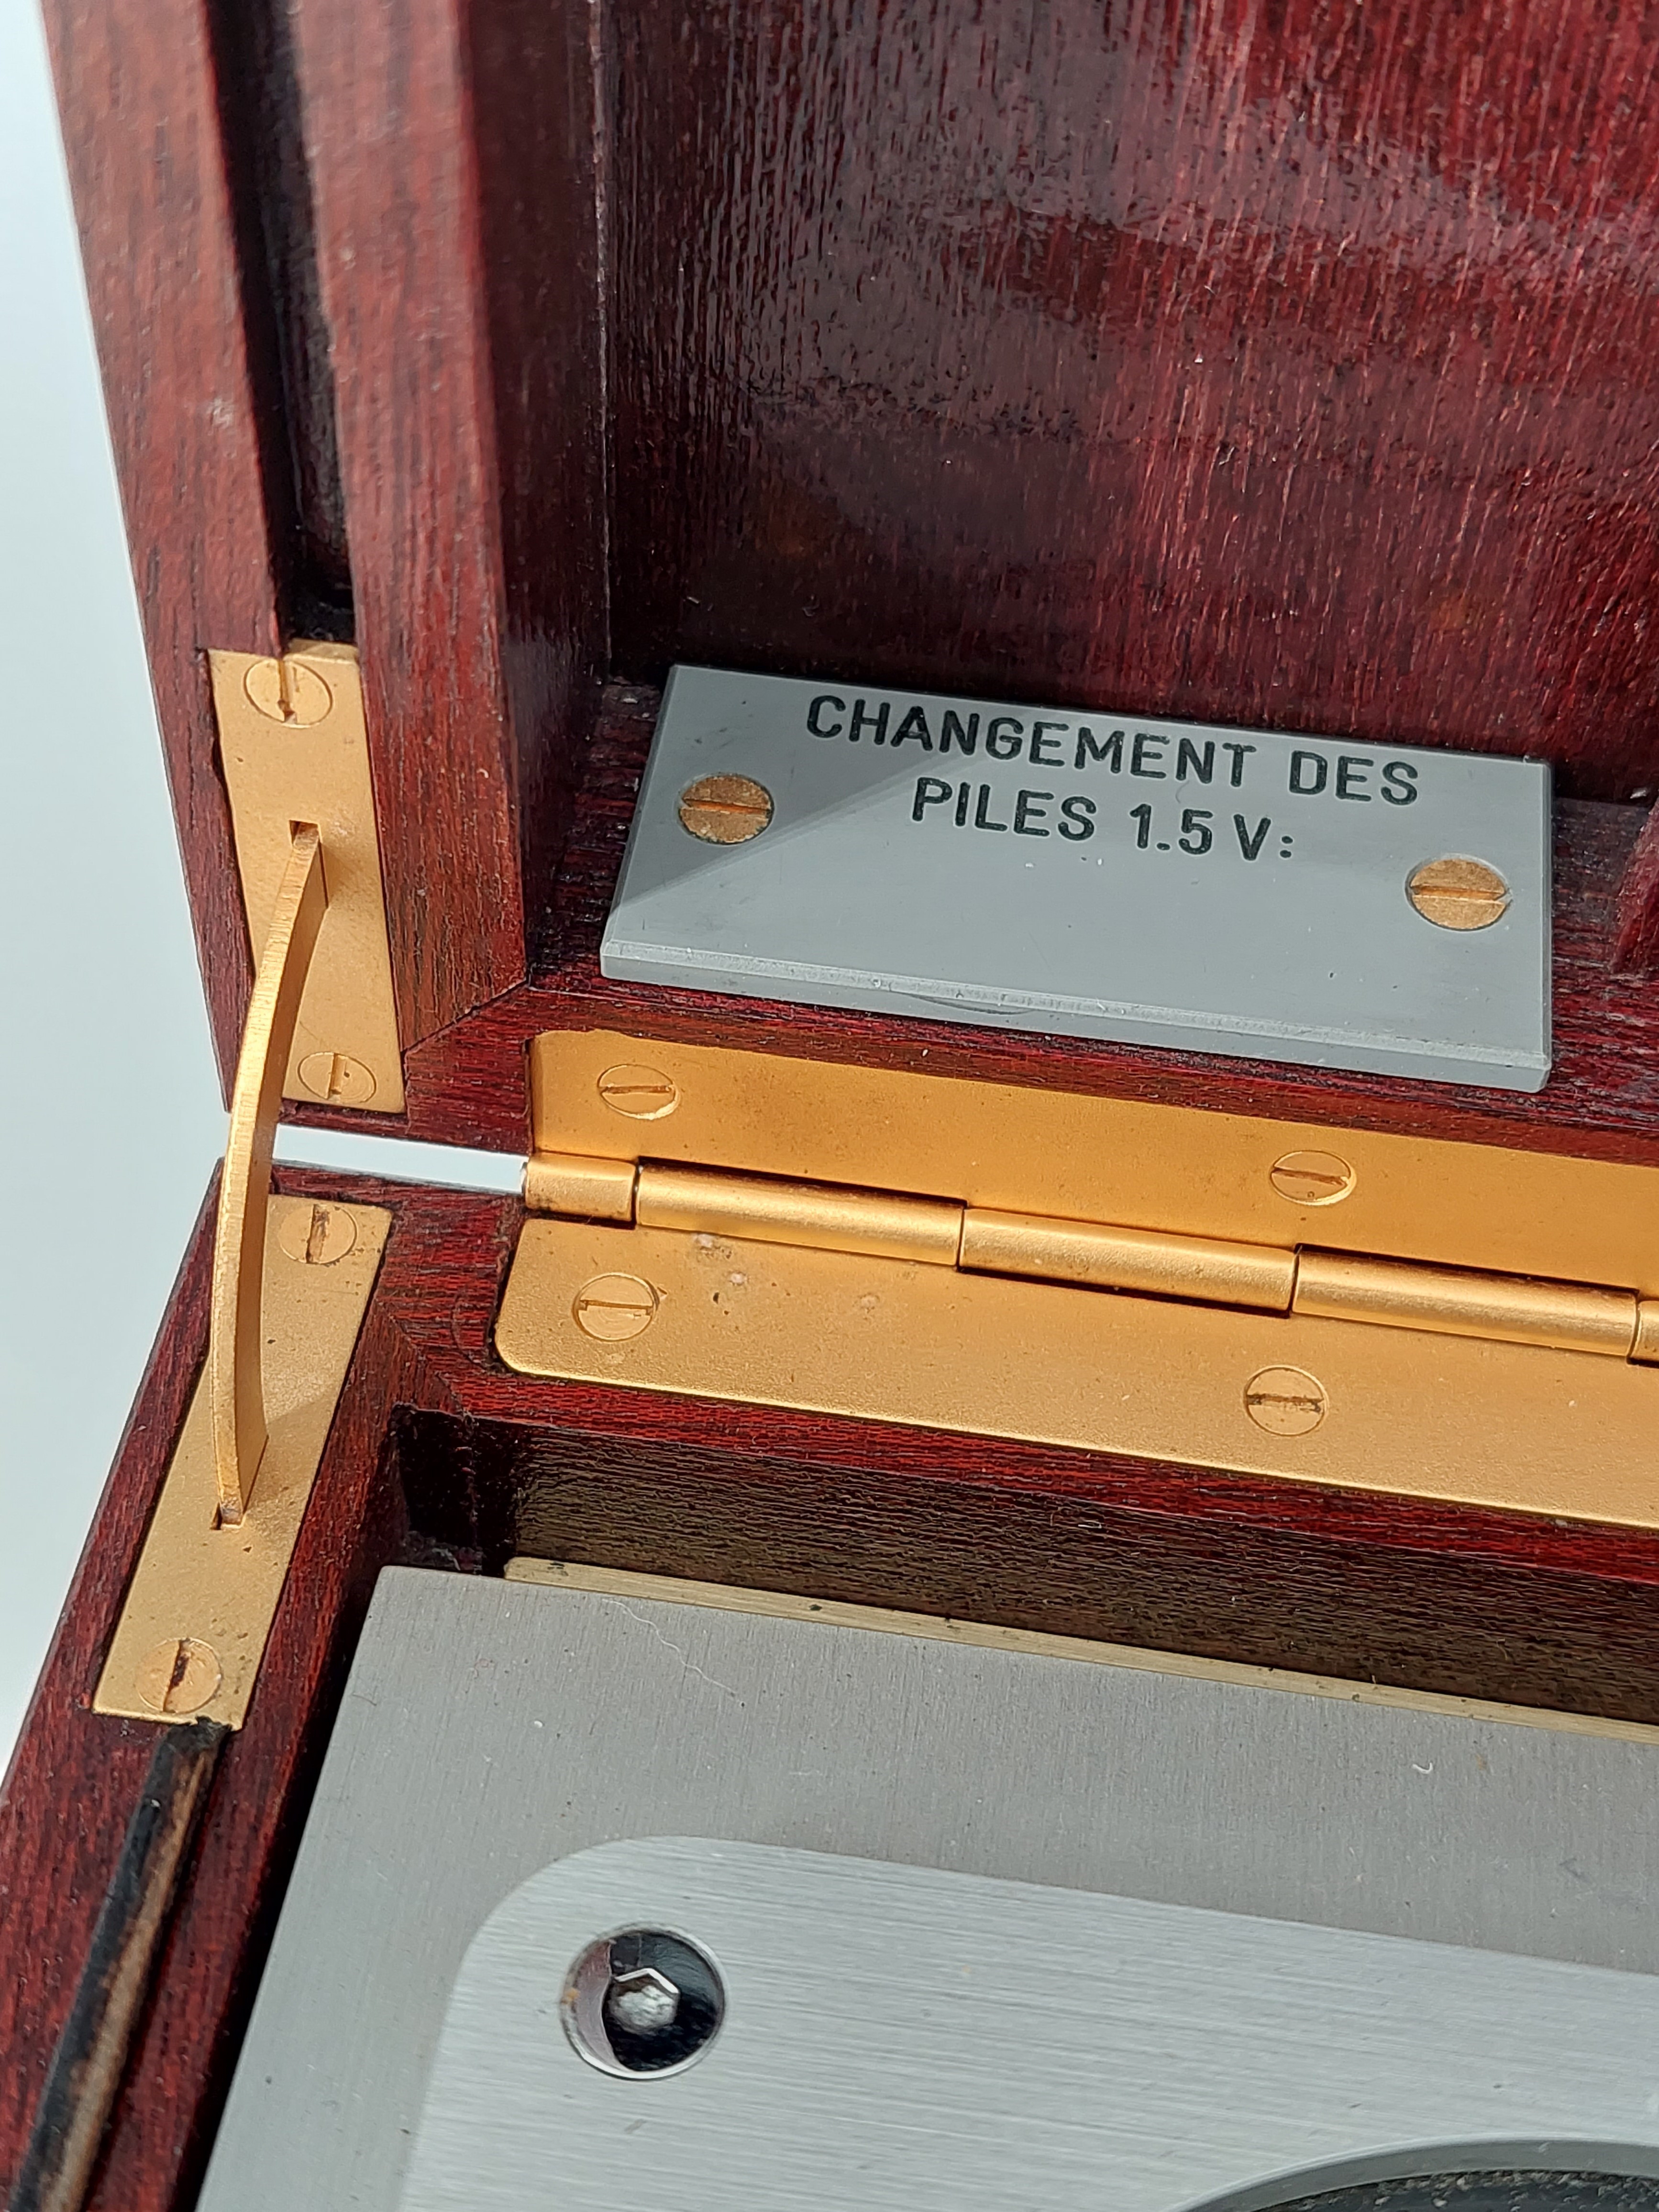 CHANGEMENT DES
PILES 1.5 V: